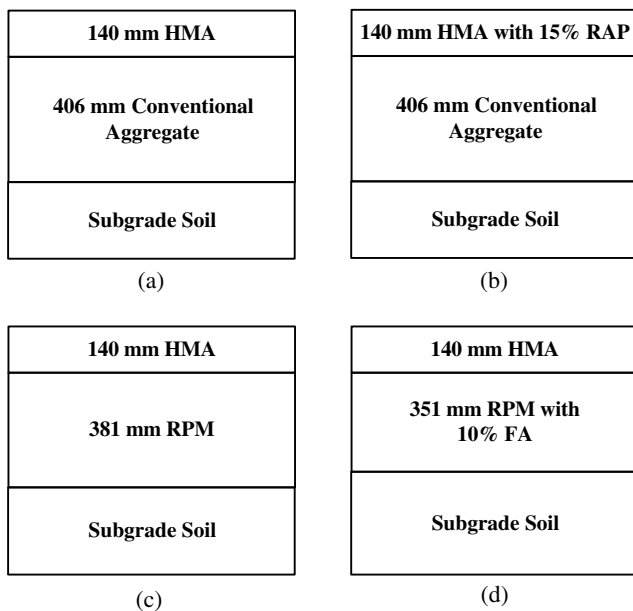 140 mm HMA
406 mm Conventional
Aggregate
Subgrade Soil
(a)
140 mm HMA with 15% RAP
406 mm Conventional
Aggregate
Subgrade Soil
(b)
140 mm HMA
381 mm RPM
Subgrade Soil
(c)
140 mm HMA
351 mm RPM with
10% FA
Subgrade Soil
(d)